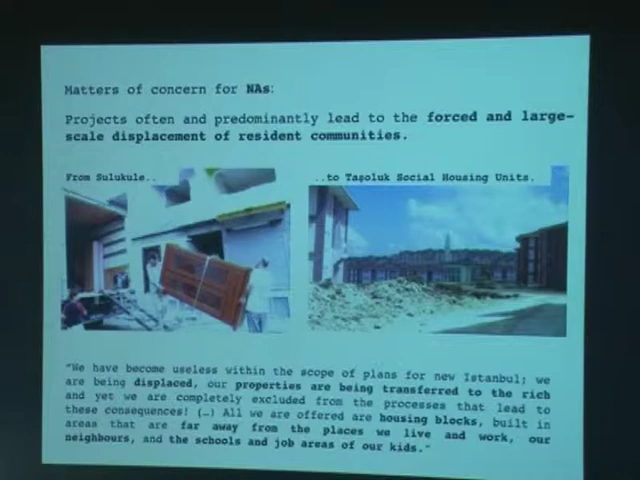 Matters of concern for NAs:
Projects often and predominantly lead to the forced and large-
scale displacement of resident communities.
From Sulukule..
..to Taşoluk Social Housing Units.
"We have become useless within the scope of plans for new Istanbul; we
are being displaced, our properties are being transferred to the rich
and yet we are completely excluded from the processes that lead to
these consequences! (…) All we are offered are housing blocks, built in
areas that are far away from the places we live and work, our
neighbours, and the schools and job areas of our kids."